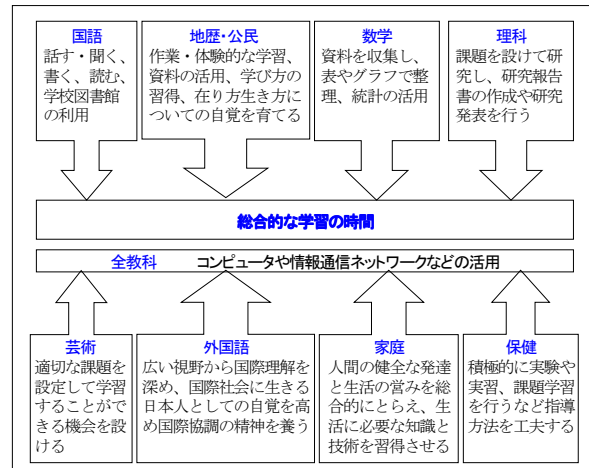 国語
話す・聞く、
書く、読む、
学校図書館
の利用
地歴・公民
作業・体験的な学習、
資料の活用、学び方の
習得、在り方生き方に
ついての自覚を育てる
数学
資料を収集し、
表やグラフで整
理、統計の活用
理科
課題を設けて研
究し、研究報告
書の作成や研究
発表を行う
総合的な学習の時間
全教科 コンピュータや情報通信ネットワークなどの活用
芸術
適切な課題を
設定して学習
することがで
きる機会を設
ける
外国語
広い視野から国際理解を
深め、国際社会に生きる
日本人としての自覚を高
め国際協調の精神を養う
家庭
人間の健全な発達
と生活の営みを総
合的にとらえ、生
活に必要な知識と
技術を習得させる
保健
積極的に実験や
実習、課題学習
を行うなど指導
方法を工夫する